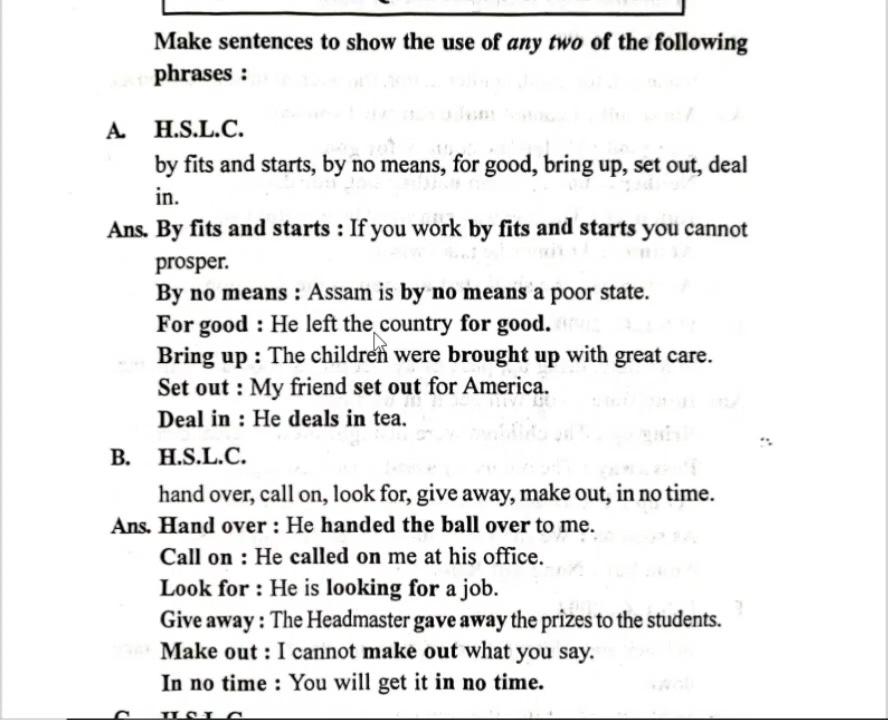 Make sentences to show the use of any two of the following
phrases :
A. H.S.L.C.
by fits and starts, by no means, for good, bring up, set out, deal
in.
Ans. By fits and starts : If you work by fits and starts you cannot
prosper.
By no means : Assam is by no means a poor state.
For good : He left the country for good.
Bring up : The children were brought up with great care.
Set out : My friend set out for America.
Deal in : He deals in tea.
B. H.S.L.C.
hand over, call on, look for, give away, make out, in no time.
Ans. Hand over : He handed the ball over to me.
Call on : He called on me at his office.
Look for : He is looking for a job.
Give away : The Headmaster gave away the prizes to the students.
Make out : I cannot make out what you say.
In no time : You will get it in no time.
C. H.S.L.C.